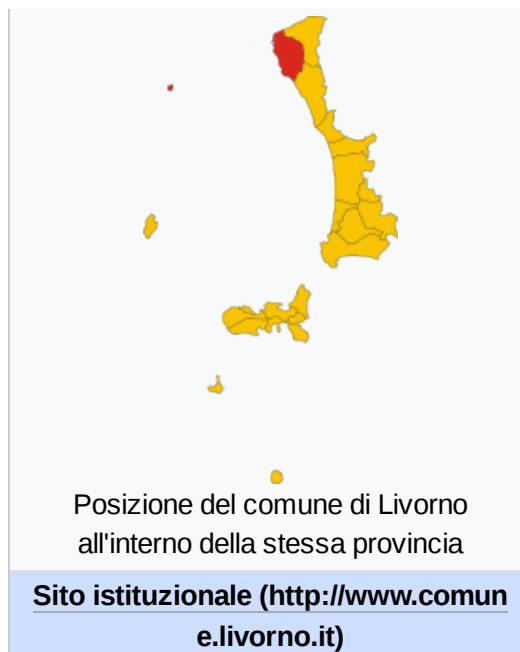 Posizione del comune di Livorno
all'interno della stessa provincia
Sito istituzionale (http://www.comun
e.livorno.it)